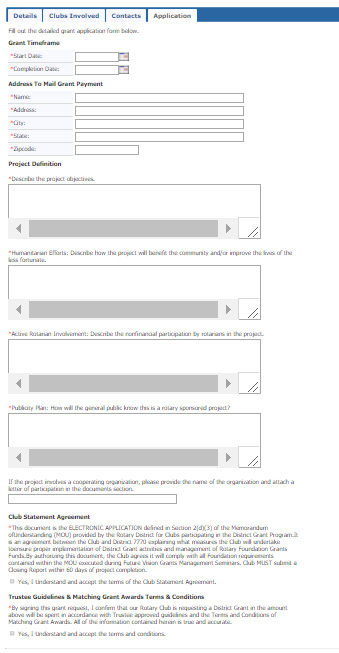 Details Clubs Involved Contacts Application
Fill out the detailed grant application form below.
Grant Timeframe
*Start Date:
*Completion Date:
Address To Mail Grant Payment
*Name:
*Address:
*City:
*State:
*Zipcode:
Project Definition
*Describe the project objectives.
*Humanitarian Efforts: Describe how the project will benefit the community and/or improve the lives of the
less fortunate.
*Active Rotarian Involvement: Describe the nonfinancial participation by rotarians in the project.
*Publicity Plan: How will the general public know this is a rotary sponsored project?
If the project involves a cooperating organization, please provide the name of the organization and attach a
letter of participation in the documents section.
Club Statement Agreement
*This document is the ELECTRONIC APPLICATION defined in Section 2(d)(3) of the Memorandum
ofUnderstanding (MOU) provided by the Rotary District for Clubs participating in the District Grant Program.It
is an agreement between the Club and District 7770 explaining what measures the Club will undertake
toensure proper implementation of District Grant activities and management of Rotary Foundation Grants
Funds.By authorizing this document, the Club agrees it will comply with all Foundation requirements
contained within the MOU executed during Future Vision Grants Management Seminars. Club MUST submit a
Closing Report within 60 days of project completion.
Yes, I Understand and accept the terms of the Club Statement Agreement.
Trustee Guidelines & Matching Grant Awards Terms & Conditions
*By signing this grant request, I confirm that our Rotary Club is requesting a District Grant in the amount
above will be spent in accordance with Trustee approved guidelines and the Terms and Conditions of
Matching Grant Awards. All of the information contained herein is true and accurate.
Yes, I understand and accept the terms and conditions.